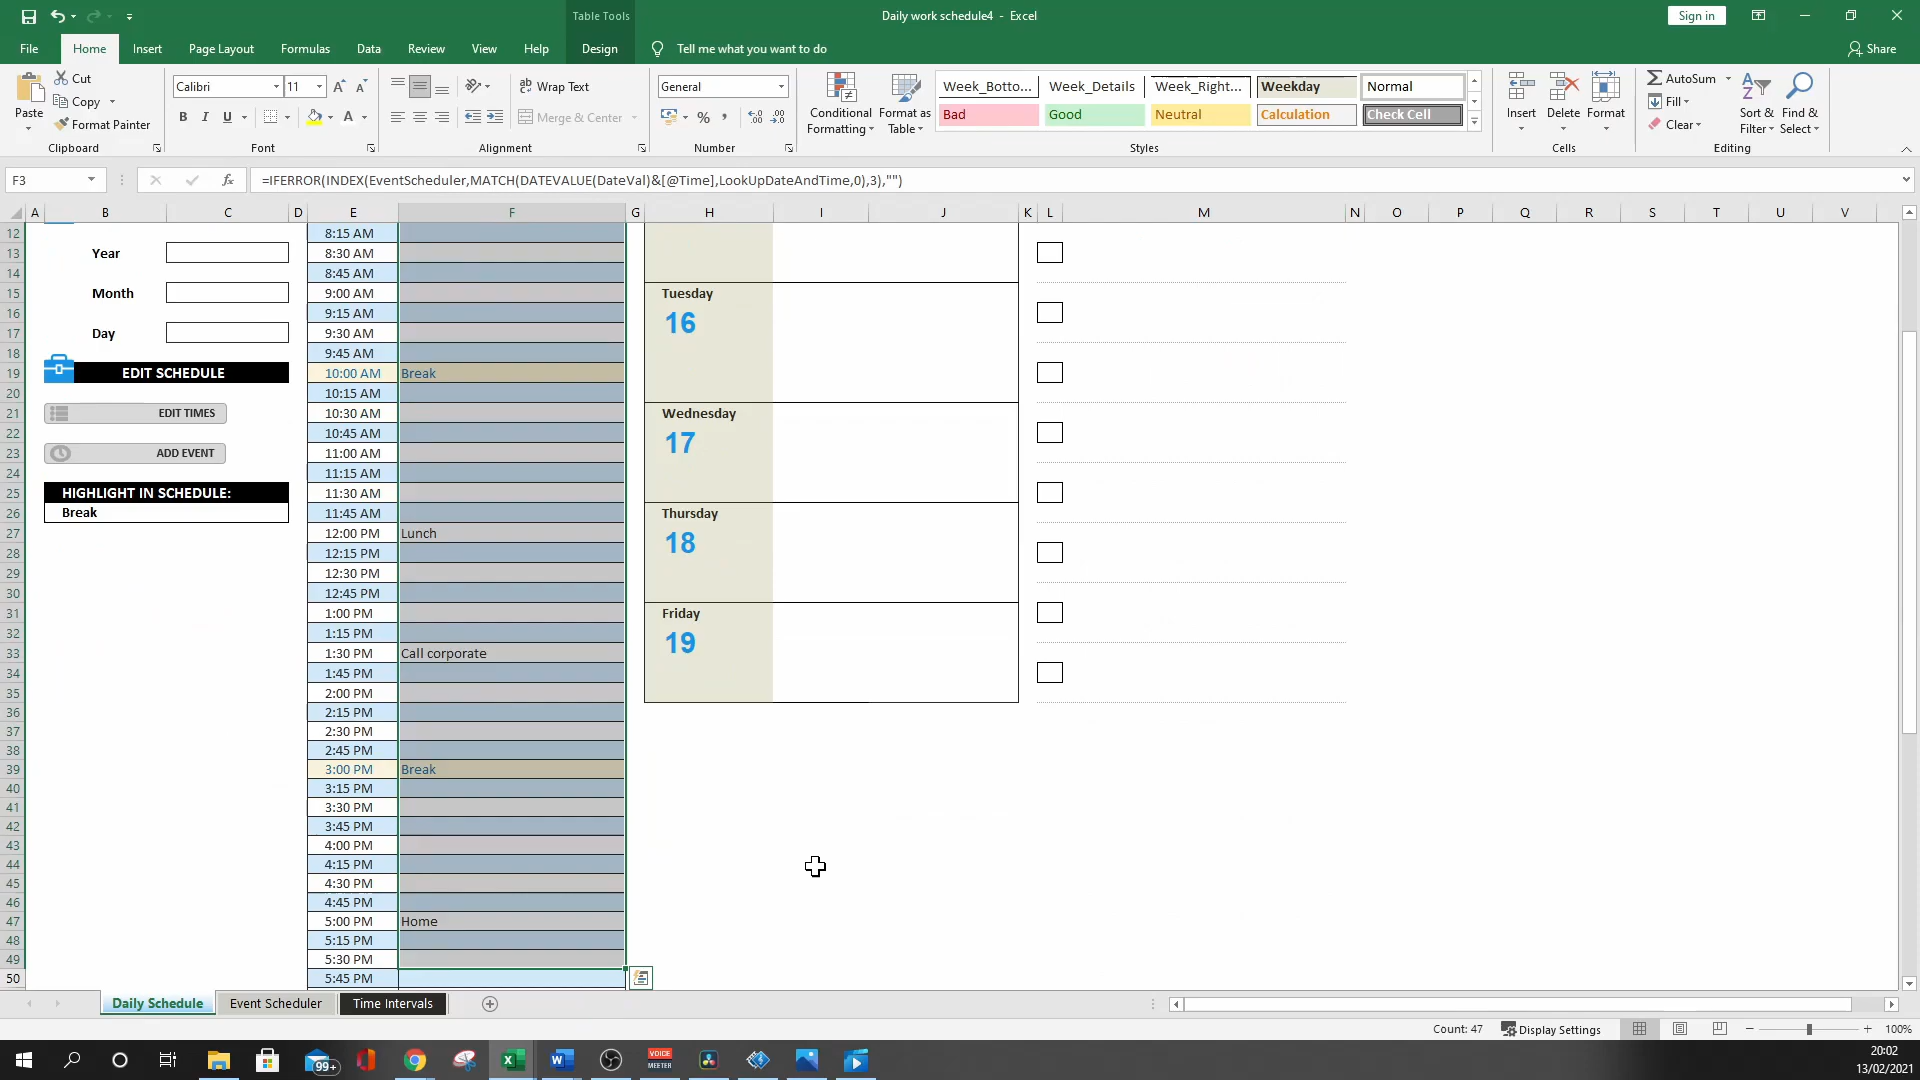 Table Tools
Daily work schedule4 - Excel
Sign in
File
Home
Insert
Page Layout
Formulas
Data
Review
View
Help
Design
Tell me what you want to do
Share
Paste
Cut
Copy
Format Painter
Clipboard
Calibri
11
B I U
Font
Wrap Text
Merge & Center
Alignment
General
Number
Conditional Formatting
Format as Table
Week_Botto...
Week_Details
Week_Right...
Weekday
Normal
Bad
Good
Neutral
Calculation
Check Cell
Styles
Insert
Delete
Format
Cells
AutoSum
Fill
Clear
Sort & Filter
Find & Select
Editing
F3
=IFERROR(INDEX(EventScheduler,MATCH(DATEVALUE(DateVal)&[@Time],LookUpDateAndTime,0),3),"")
A B C D E F G H I J K L M N O P Q R S T U V
12 8:15 AM
13 Year 8:30 AM
14 8:45 AM
15 Month 9:00 AM Tuesday
16 9:15 AM 16
17 Day 9:30 AM
18 9:45 AM
19 EDIT SCHEDULE 10:00 AM Break
20 10:15 AM
21 EDIT TIMES 10:30 AM Wednesday
22 10:45 AM 17
23 ADD EVENT 11:00 AM
24 11:15 AM
25 HIGHLIGHT IN SCHEDULE: 11:30 AM
26 Break 11:45 AM Thursday
27 12:00 PM Lunch 18
28 12:15 PM
29 12:30 PM
30 12:45 PM
31 1:00 PM Friday
32 1:15 PM 19
33 1:30 PM Call corporate
34 1:45 PM
35 2:00 PM
36 2:15 PM
37 2:30 PM
38 2:45 PM
39 3:00 PM Break
40 3:15 PM
41 3:30 PM
42 3:45 PM
43 4:00 PM
44 4:15 PM
45 4:30 PM
46 4:45 PM
47 5:00 PM Home
48 5:15 PM
49 5:30 PM
50 5:45 PM
Daily Schedule
Event Scheduler
Time Intervals
Count: 47
Display Settings
100%
99+
VOICE MEETER
20:02
13/02/2021